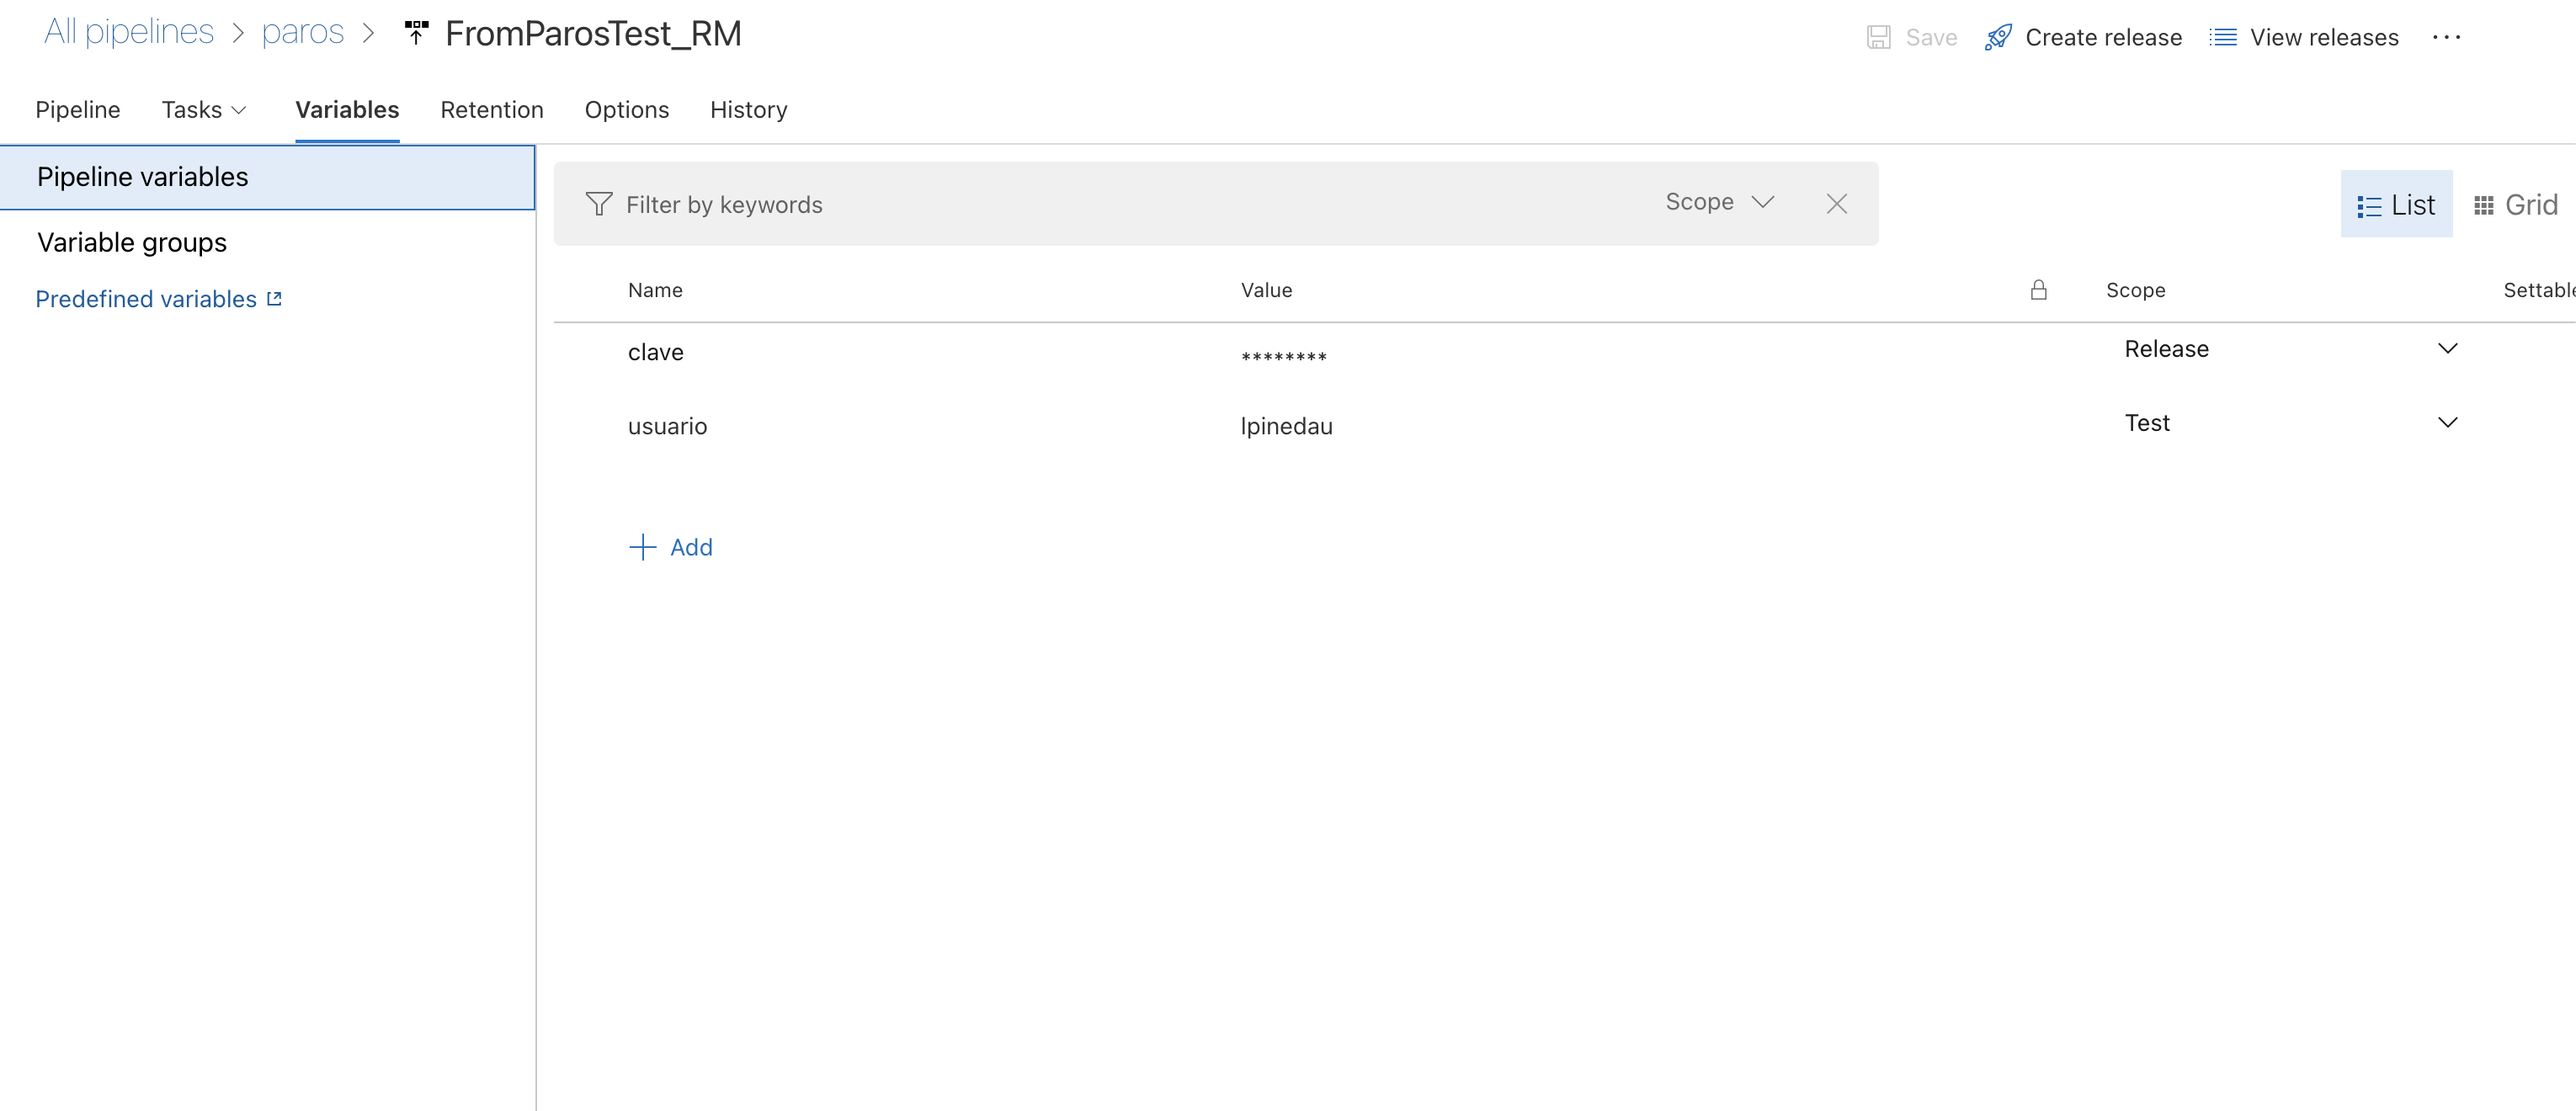 All pipelines > paros > FromParosTest_RM
Save Create release View releases ...
Pipeline Tasks Variables Retention Options History
Pipeline variables
Variable groups
Predefined variables
Filter by keywords Scope
List Grid
Name Value Scope Settable
clave ******** Release
usuario lpinedau Test
+ Add